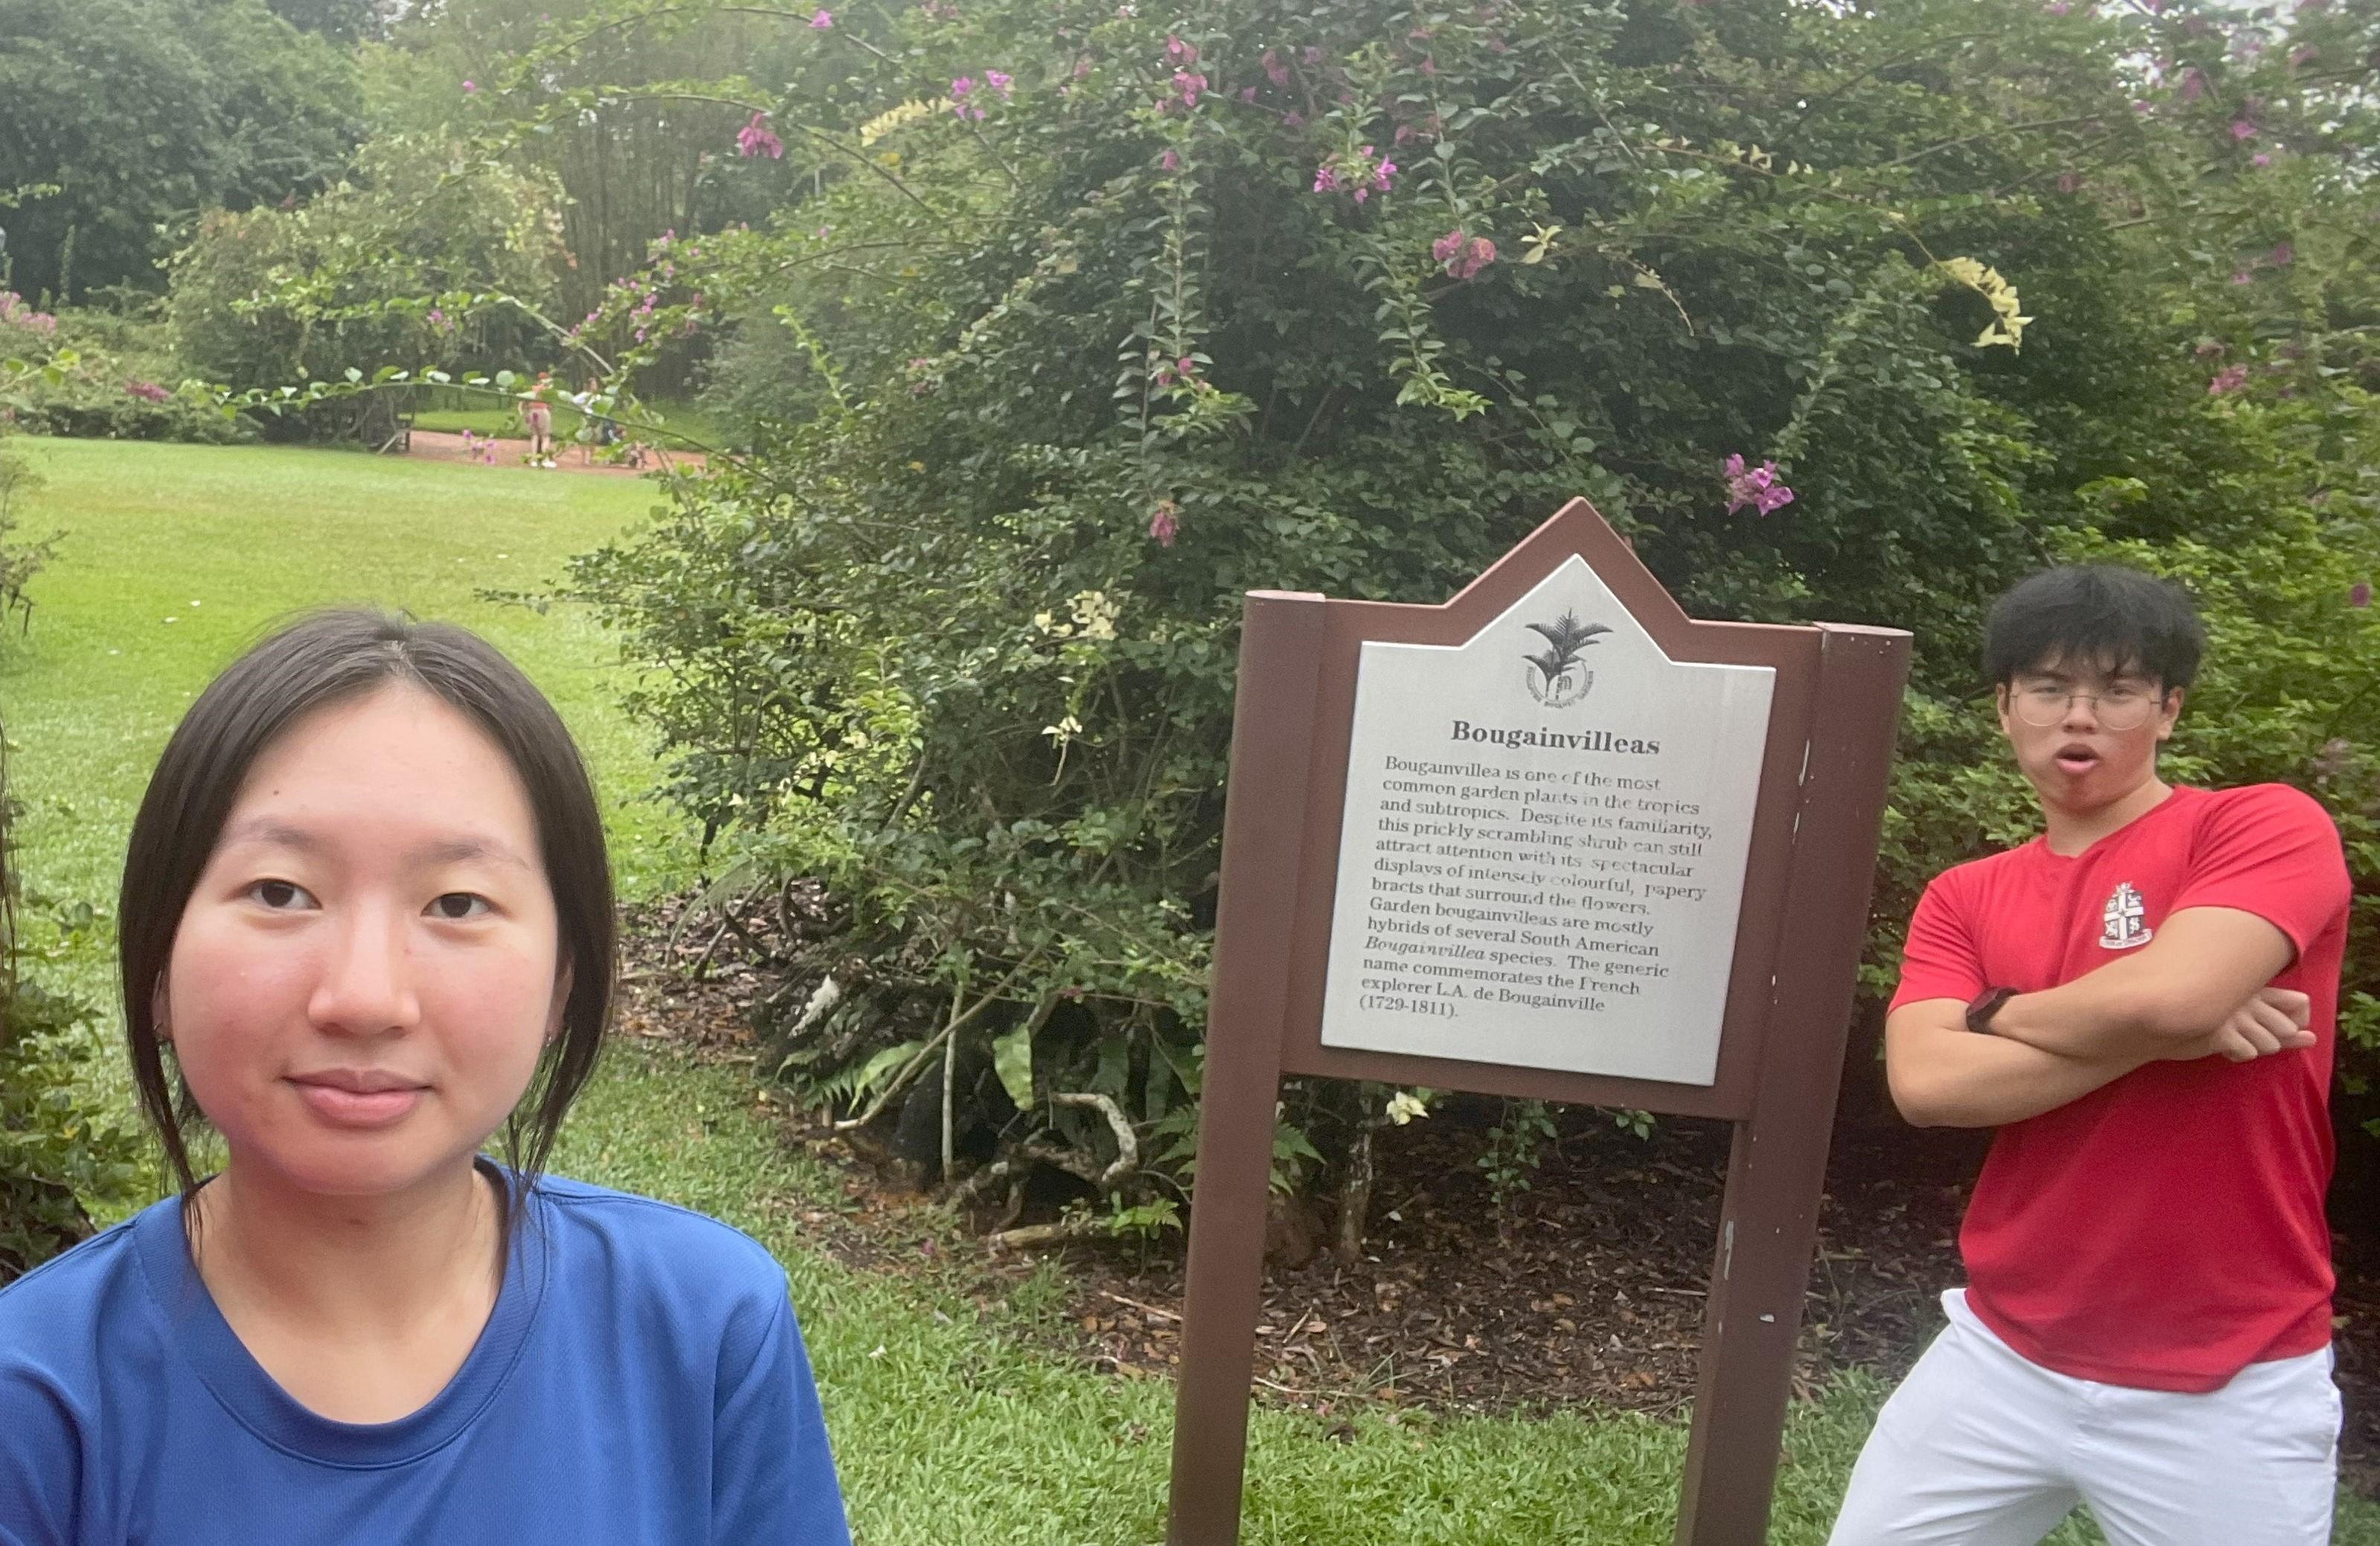 Bougainvilleas
Bougainvillea is one of the most
common garden plants in the tropics
and subtropics. Despite its familiarity,
this prickly scrambling shrub can still
attract attention with its spectacular
displays of intensely colourful, papery
bracts that surround the flowers.
Garden bougainvilleas are mostly
hybrids of several South American
Bougainvillea species. The generic
name commemorates the French
explorer L.A. de Bougainville
(1729-1811).